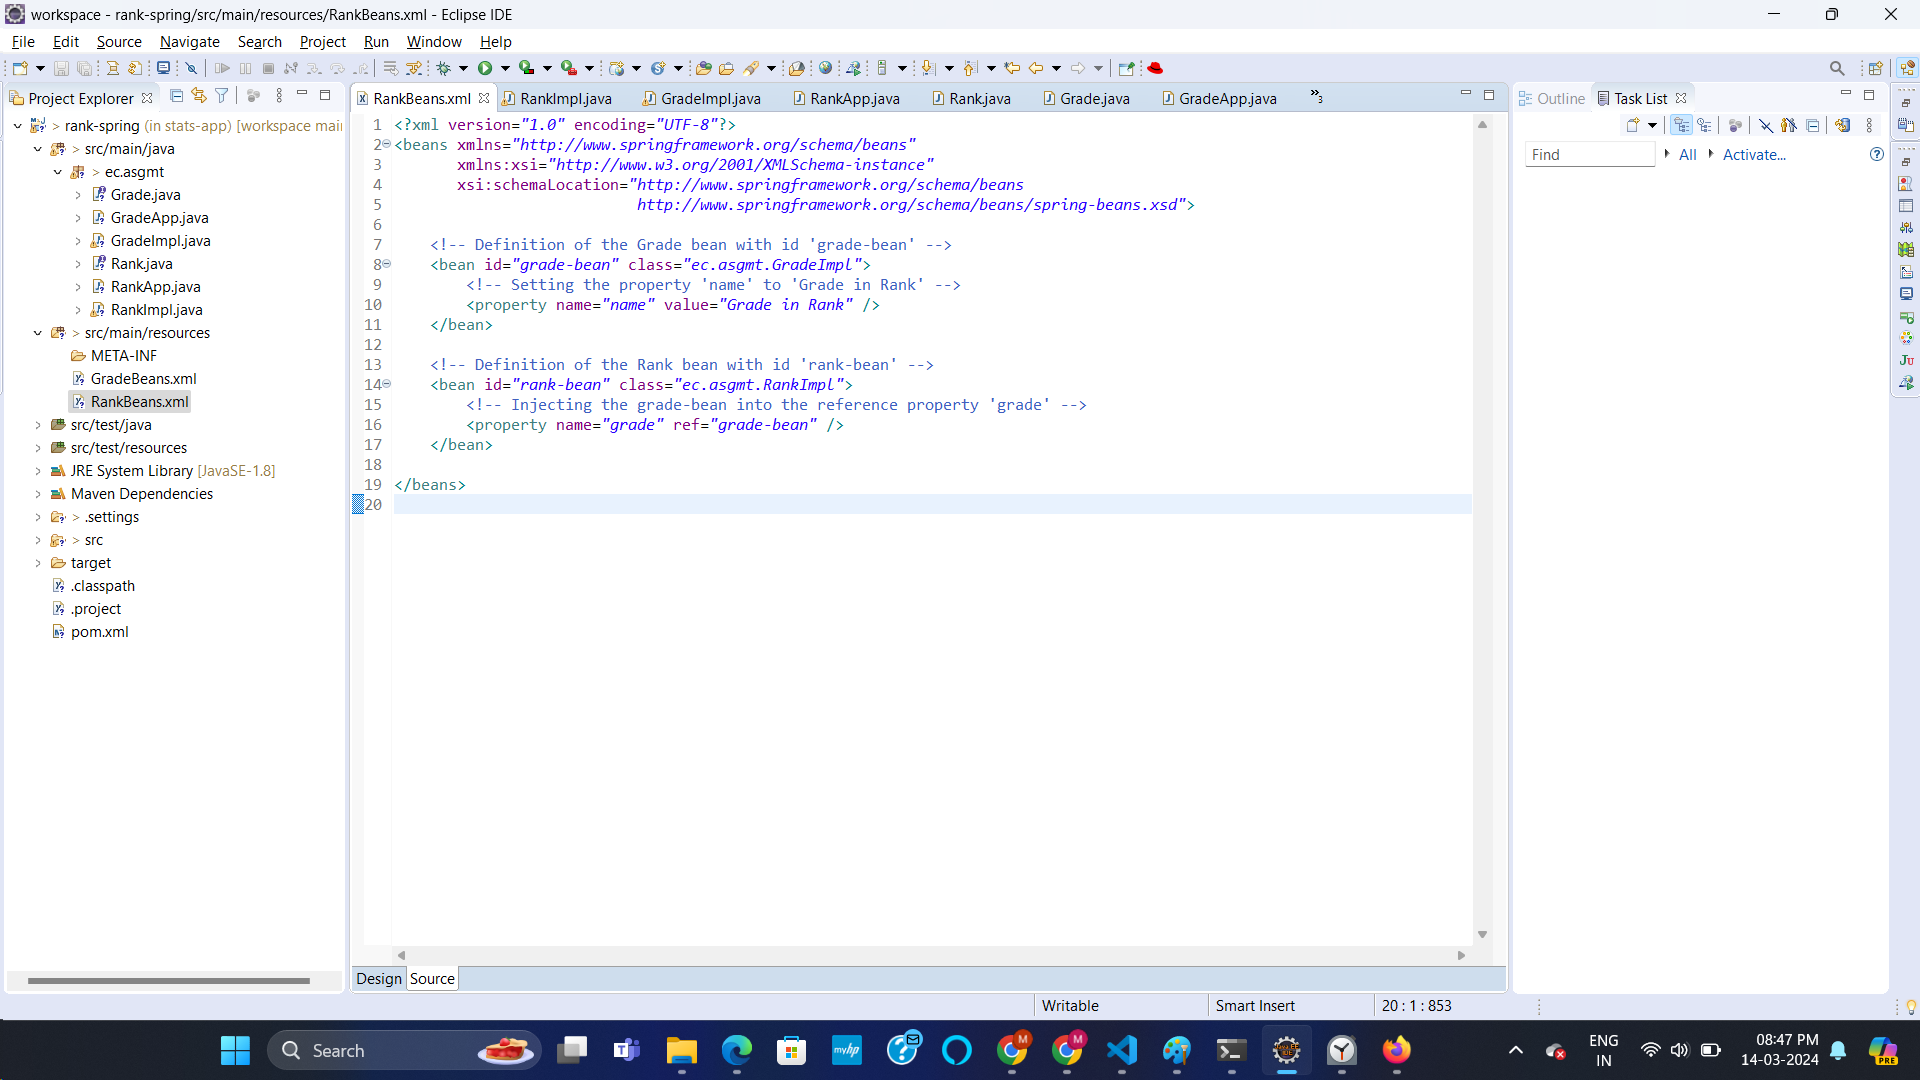 workspace - rank-spring/src/main/resources/RankBeans.xml - Eclipse IDE
File Edit Source Navigate Search Project Run Window Help
Project Explorer
> rank-spring (in stats-app) [workspace mai
> src/main/java
> ec.asgmt
Grade.java
GradeApp.java
GradeImpl.java
Rank.java
RankApp.java
RankImpl.java
> src/main/resources
META-INF
GradeBeans.xml
RankBeans.xml
src/test/java
src/test/resources
JRE System Library [JavaSE-1.8]
Maven Dependencies
> .settings
> src
target
.classpath
.project
pom.xml
RankBeans.xml RankImpl.java GradeImpl.java RankApp.java Rank.java Grade.java GradeApp.java »3
1 <?xml version="1.0" encoding="UTF-8"?>
2 <beans xmlns="http://www.springframework.org/schema/beans"
3 xmlns:xsi="http://www.w3.org/2001/XMLSchema-instance"
4 xsi:schemaLocation="http://www.springframework.org/schema/beans
5 http://www.springframework.org/schema/beans/spring-beans.xsd">
6
7 <!-- Definition of the Grade bean with id 'grade-bean' -->
8 <bean id="grade-bean" class="ec.asgmt.GradeImpl">
9 <!-- Setting the property 'name' to 'Grade in Rank' -->
10 <property name="name" value="Grade in Rank" />
11 </bean>
12
13 <!-- Definition of the Rank bean with id 'rank-bean' -->
14 <bean id="rank-bean" class="ec.asgmt.RankImpl">
15 <!-- Injecting the grade-bean into the reference property 'grade' -->
16 <property name="grade" ref="grade-bean" />
17 </bean>
18
19 </beans>
20
Design Source
Outline Task List
Find All Activate...
Ju
Writable Smart Insert 20 : 1 : 853
Search
myhp
M
M
ENG
IN
08:47 PM
14-03-2024
PRE